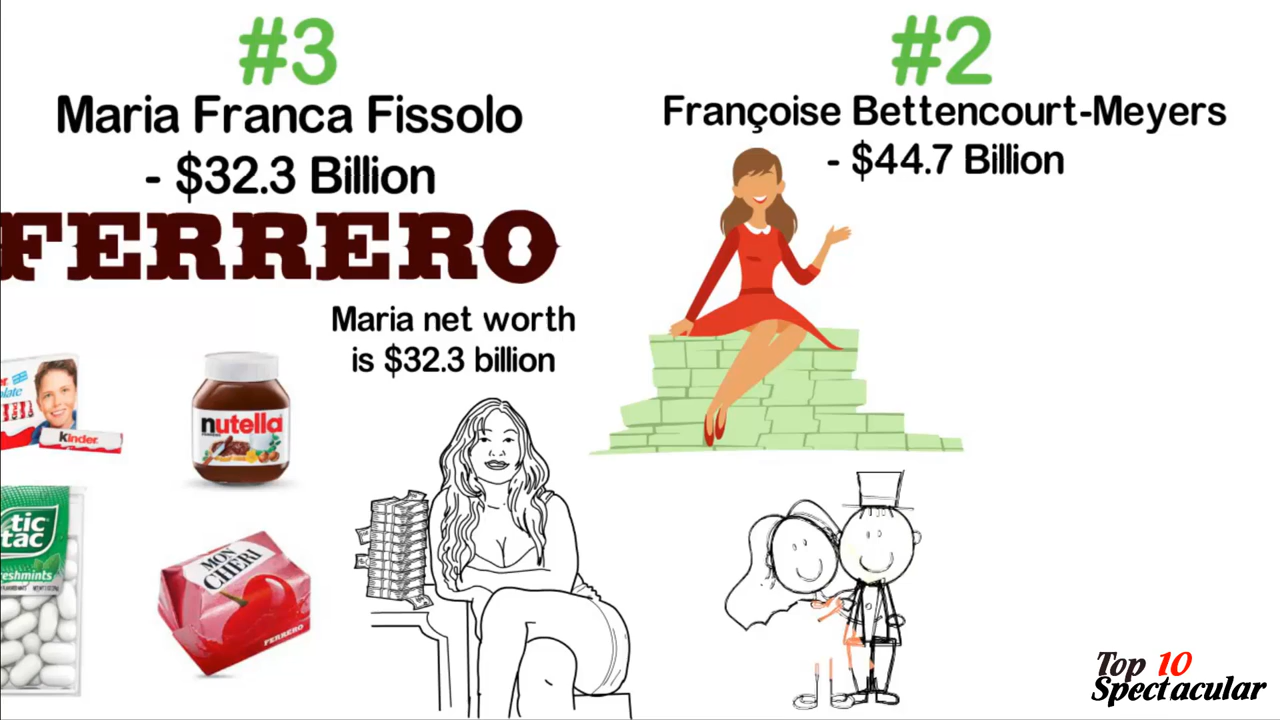 #3
Maria Franca Fissolo
- $32.3 Billion
FERRERO
Maria net worth
is $32.3 billion
kinder
nutella
tic
tac
MON
CHÉRI
FERRERO
#2
Françoise Bettencourt-Meyers
- $44.7 Billion
Top 10
Spectacular